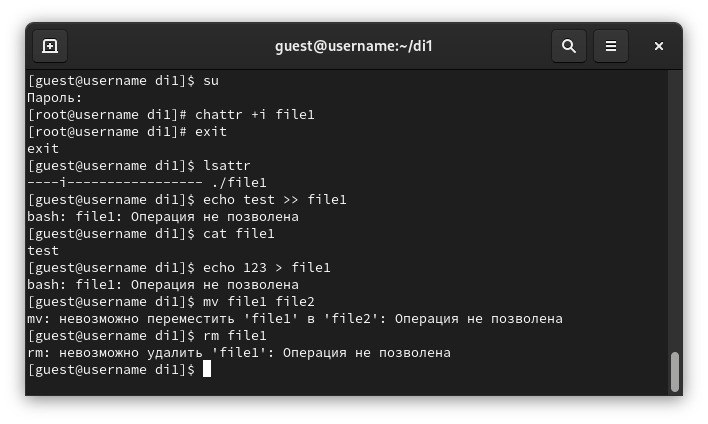 guest@username:~/di1
[guest@username di1]$ su
Пароль:
[root@username di1]# chattr +i file1
[root@username di1]# exit
exit
[guest@username di1]$ lsattr
----i----------------- ./file1
[guest@username di1]$ echo test >> file1
bash: file1: Операция не позволена
[guest@username di1]$ cat file1
test
[guest@username di1]$ echo 123 > file1
bash: file1: Операция не позволена
[guest@username di1]$ mv file1 file2
mv: невозможно переместить 'file1' в 'file2': Операция не позволена
[guest@username di1]$ rm file1
rm: невозможно удалить 'file1': Операция не позволена
[guest@username di1]$